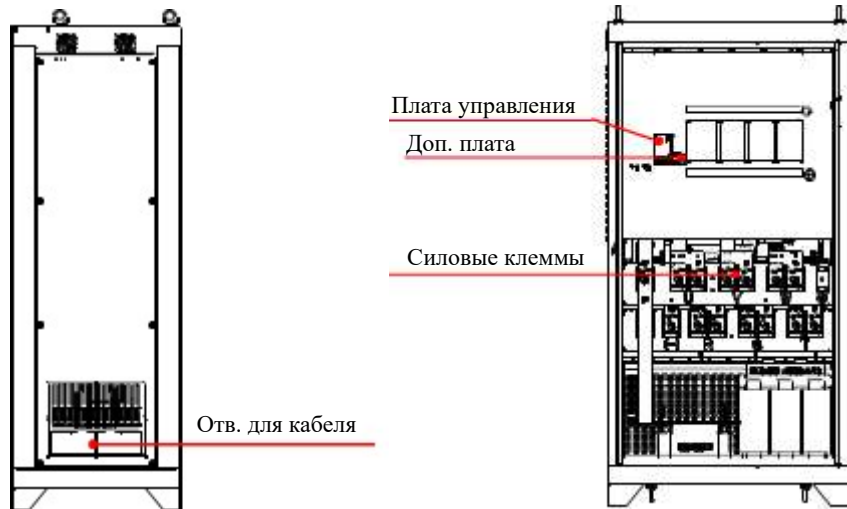 Плата управления
Доп. плата
Силовые клеммы
Отв. для кабеля